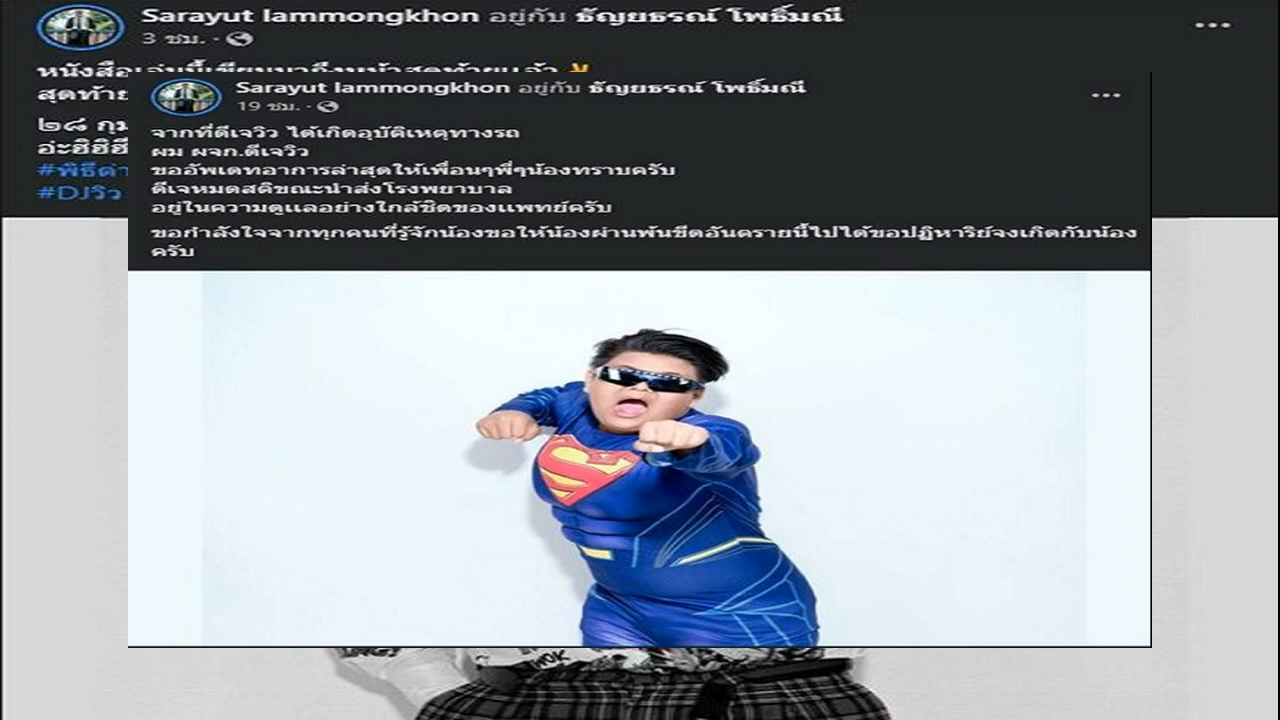 Sarayut Iammongkhon อยู่กับ ธัญยธรณ์ โพธิ์มณี
3 ชม.
สุดท้าย
๒๘ กุม
อ่ะฮิฮิฮี
#พิธีดำ
#DJวิว
Sarayut Iammongkhon อยู่กับ ธัญยธรณ์ โพธิ์มณี
19 ชม.
จากที่ดีเจวิว ได้เกิดอุบัติเหตุทางรถ
ผม ผจก.ดีเจวิว
ขออัพเดทอาการล่าสุดให้เพื่อนๆพี่ๆน้องทราบครับ
ดีเจหมดสติขณะนำส่งโรงพยาบาล
อยู่ในความดูแลอย่างใกล้ชิดของแพทย์ครับ
ขอกำลังใจจากทุกคนที่รู้จักน้องขอให้น้องผ่านพ้นขีดอันตรายนี้ไปได้ขอปฏิหาริย์จงเกิดกับน้อง
ครับ